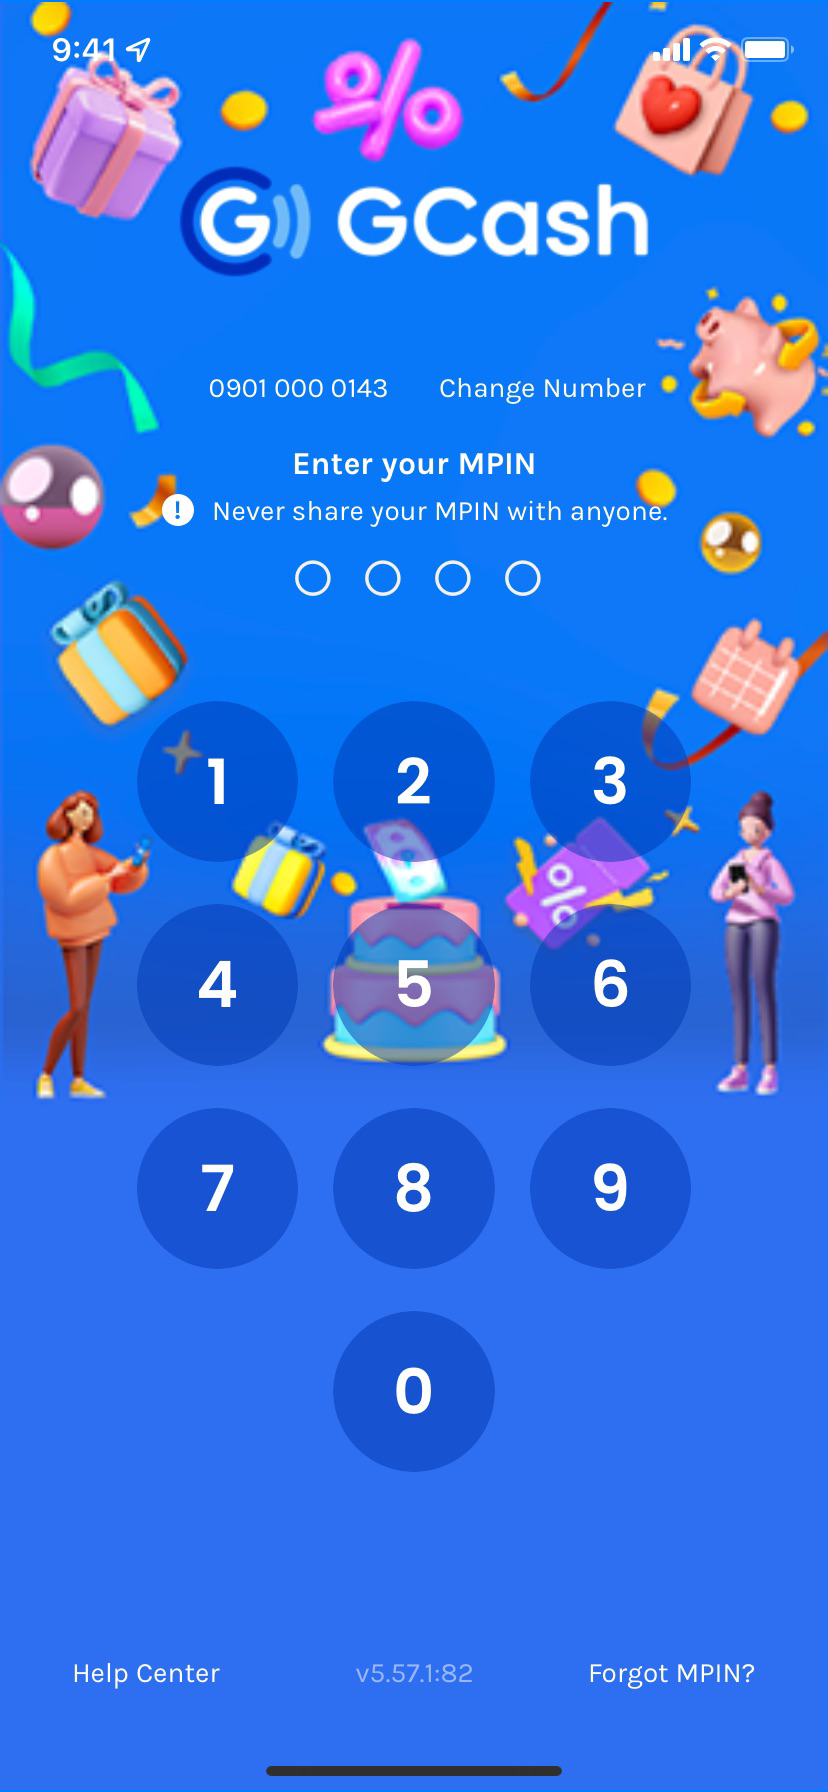 9:41
GCash
0901 000 0143 Change Number
Enter your MPIN
! Never share your MPIN with anyone.
1 2 3
%
4 5 6
7 8 9
0
Help Center v5.57.1:82 Forgot MPIN?